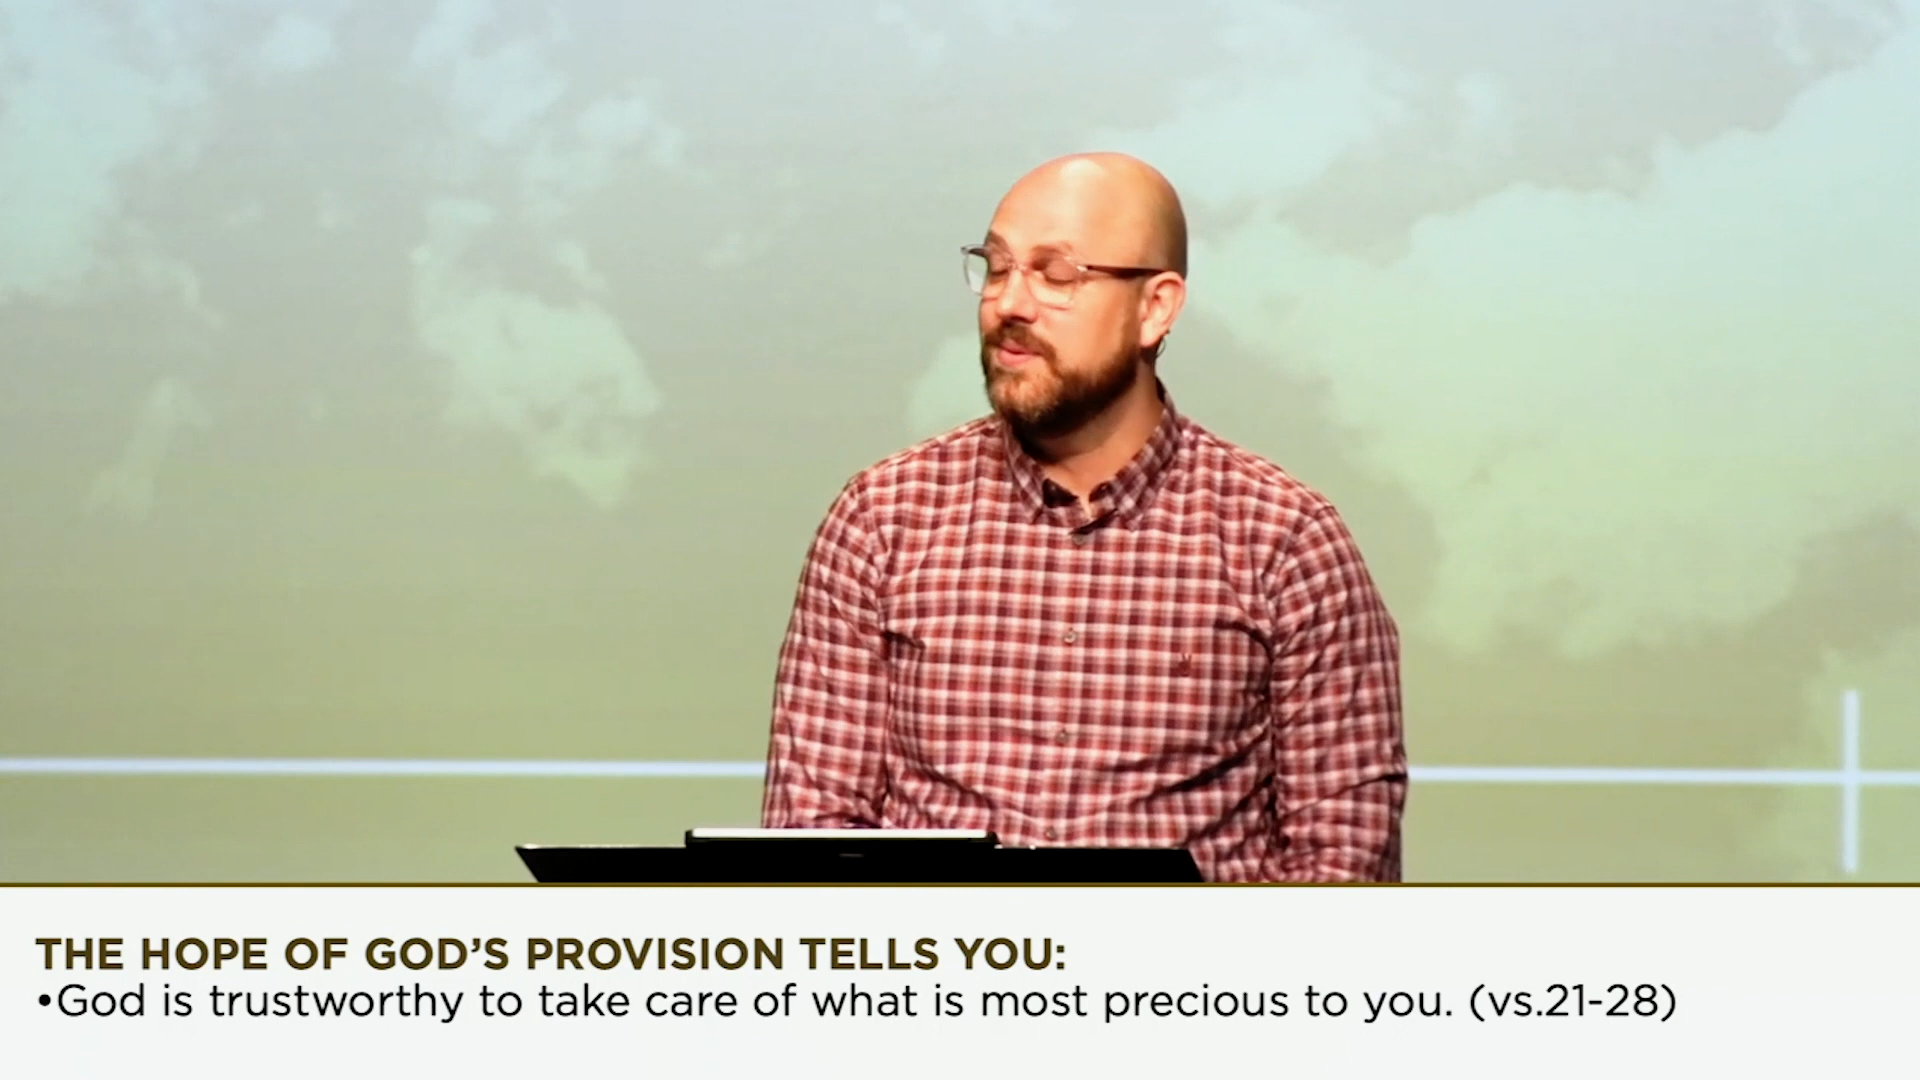 THE HOPE OF GOD’S PROVISION TELLS YOU:
•God is trustworthy to take care of what is most precious to you. (vs.21-28)